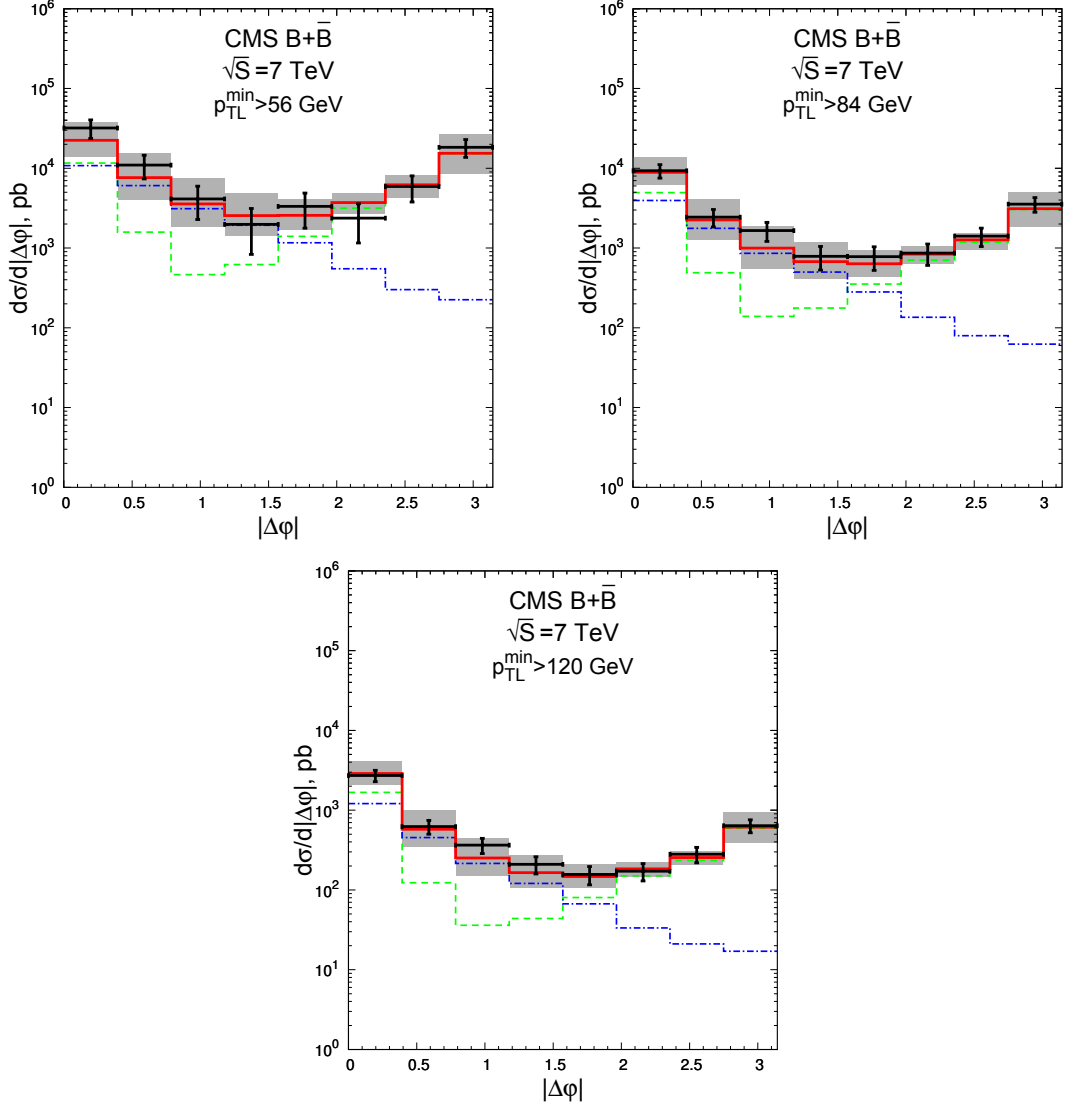 CMS B+B̅
√S =7 TeV
p_TL^min>56 GeV
dσ/d|Δφ|, pb
10⁶
10⁵
10⁴
10³
10²
10¹
10⁰
0 0.5 1 1.5 2 2.5 3
|Δφ|
CMS B+B̅
√S =7 TeV
p_TL^min>84 GeV
dσ/d|Δφ|, pb
10⁶
10⁵
10⁴
10³
10²
10¹
10⁰
0 0.5 1 1.5 2 2.5 3
|Δφ|
CMS B+B̅
√S =7 TeV
p_TL^min>120 GeV
dσ/d|Δφ|, pb
10⁶
10⁵
10⁴
10³
10²
10¹
10⁰
0 0.5 1 1.5 2 2.5 3
|Δφ|